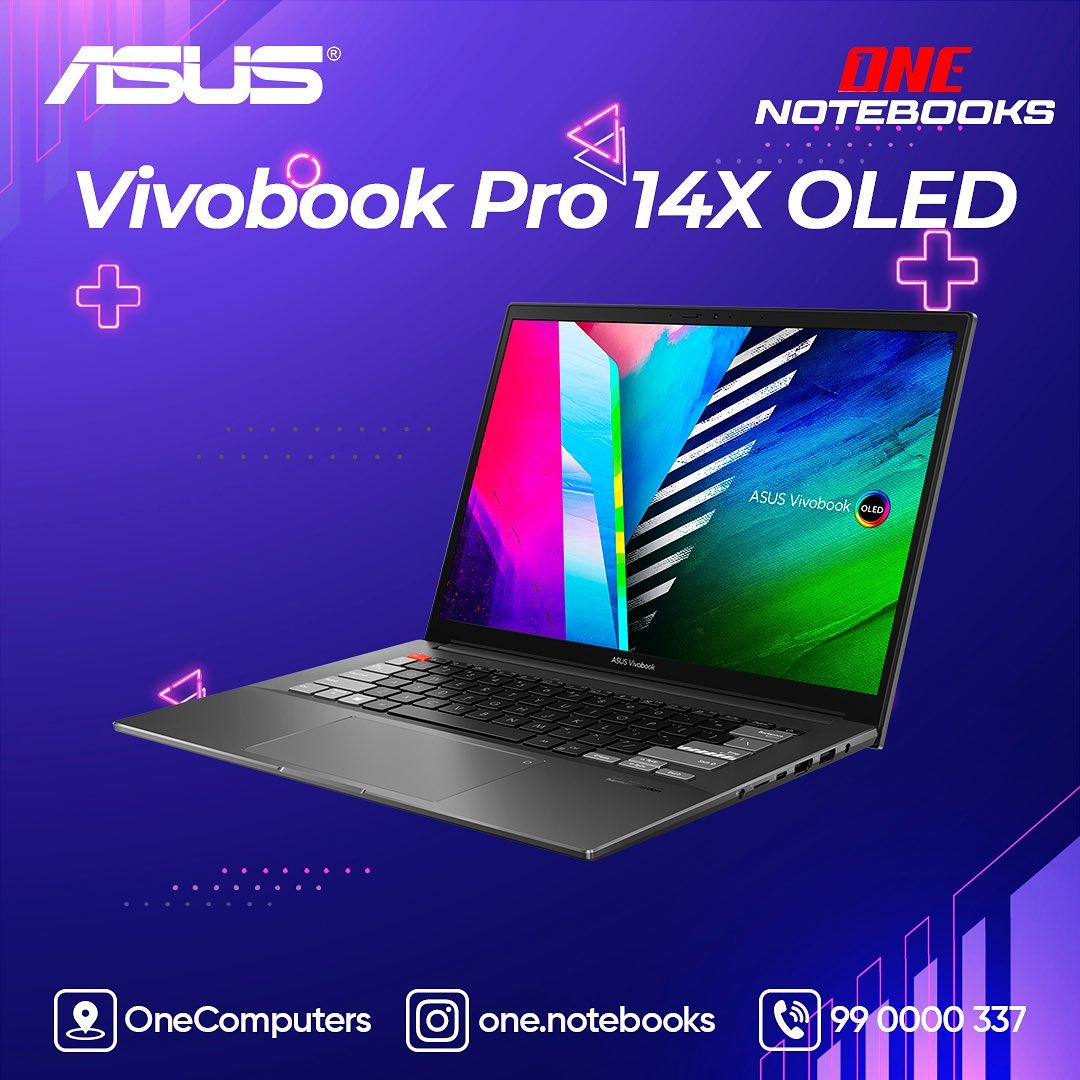 ASUS®
ONE
NOTEBOOKS
Vivobook Pro 14X OLED
ASUS Vivobook OLED
ASUS Vivobook
OneComputers
one.notebooks
99 0000 337